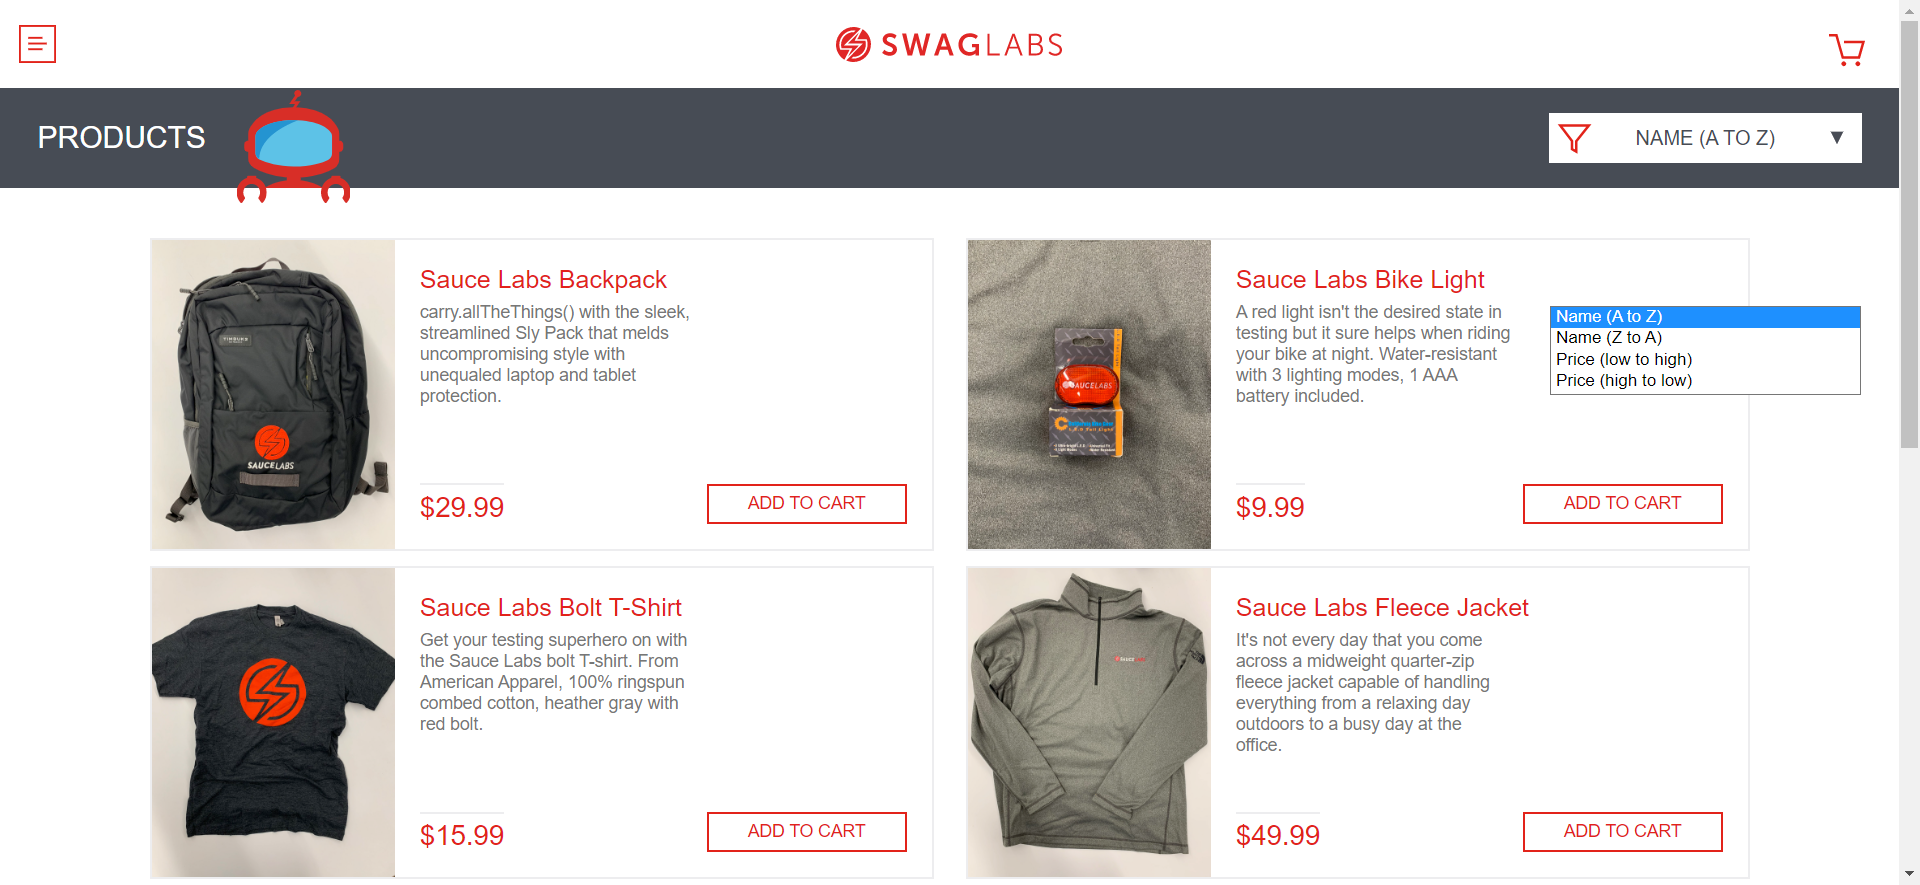 SWAGLABS
PRODUCTS
NAME (A TO Z) ▼
Sauce Labs Backpack
carry.allTheThings() with the sleek,
streamlined Sly Pack that melds
uncompromising style with
unequaled laptop and tablet
protection.
$29.99
ADD TO CART
SAUCELABS
Sauce Labs Bike Light
A red light isn't the desired state in
testing but it sure helps when riding
your bike at night. Water-resistant
with 3 lighting modes, 1 AAA
battery included.
$9.99
ADD TO CART
SAUCELABS
Name (A to Z)
Name (Z to A)
Price (low to high)
Price (high to low)
Sauce Labs Bolt T-Shirt
Get your testing superhero on with
the Sauce Labs bolt T-shirt. From
American Apparel, 100% ringspun
combed cotton, heather gray with
red bolt.
$15.99
ADD TO CART
Sauce Labs Fleece Jacket
It's not every day that you come
across a midweight quarter-zip
fleece jacket capable of handling
everything from a relaxing day
outdoors to a busy day at the
office.
$49.99
ADD TO CART